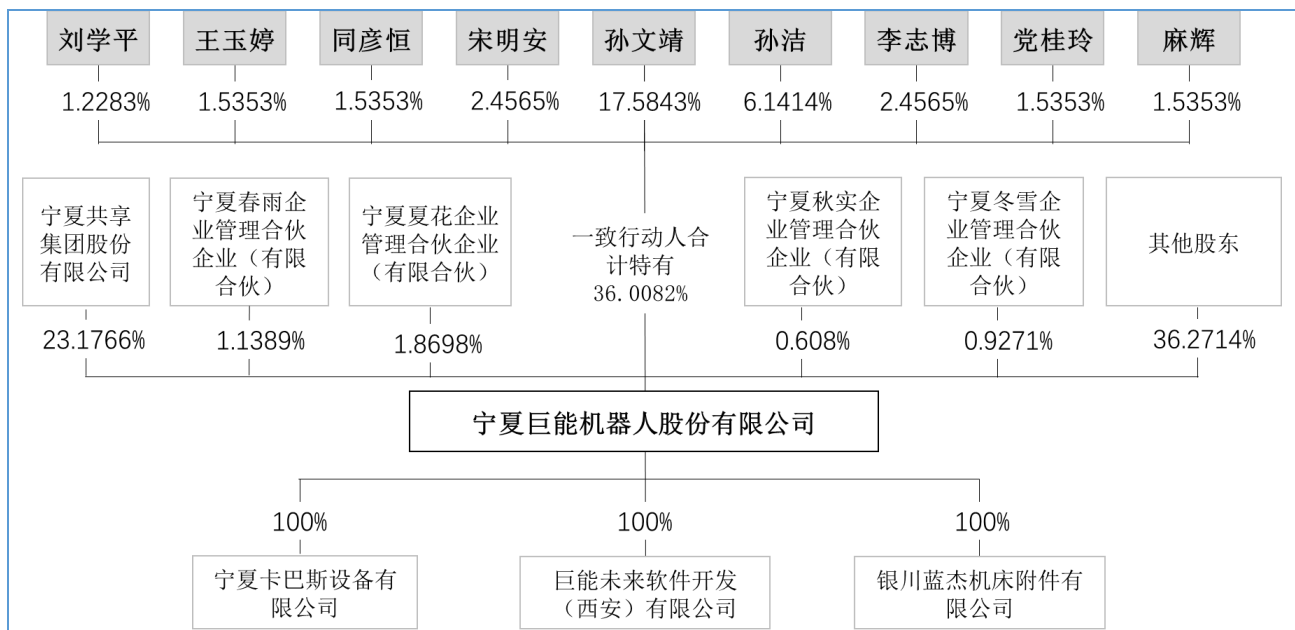 刘学平
王玉婷
同彦恒
宋明安
孙文靖
孙洁
李志博
党桂玲
麻辉
1.2283%
1.5353%
1.5353%
2.4565%
17.5843%
6.1414%
2.4565%
1.5353%
1.5353%
宁夏共享
集团股份
有限公司
宁夏春雨企
业管理合伙
企业（有限
合伙）
宁夏夏花企业
管理合伙企业
（有限合伙）
一致行动人合
计特有
36.0082%
宁夏秋实企
业管理合伙
企业（有限
合伙）
宁夏冬雪企
业管理合伙
企业（有限
合伙）
其他股东
23.1766%
1.1389%
1.8698%
0.608%
0.9271%
36.2714%
宁夏巨能机器人股份有限公司
100%
100%
100%
宁夏卡巴斯设备有
限公司
巨能未来软件开发
（西安）有限公司
银川蓝杰机床附件有
限公司